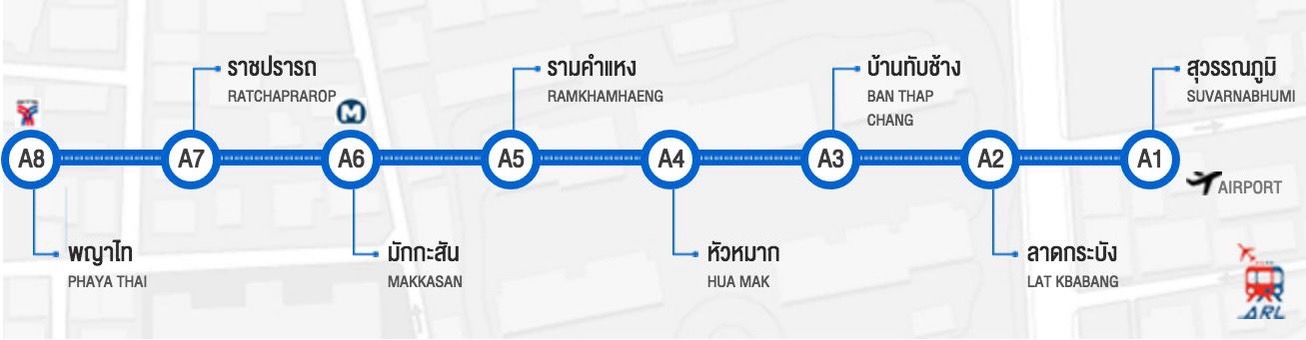 ราชปรารถ
RATCHAPRAROP
รามคำแหง
RAMKHAMHAENG
บ้านทับช้าง
BAN THAP
CHANG
สุวรรณภูมิ
SUVARNABHUMI
M
A8
A7
A6
A5
A4
A3
A2
A1
AIRPORT
พญาไท
PHAYA THAI
มักกะสัน
MAKKASAN
หัวหมาก
HUA MAK
ลาดกระบัง
LAT KBABANG
ARL